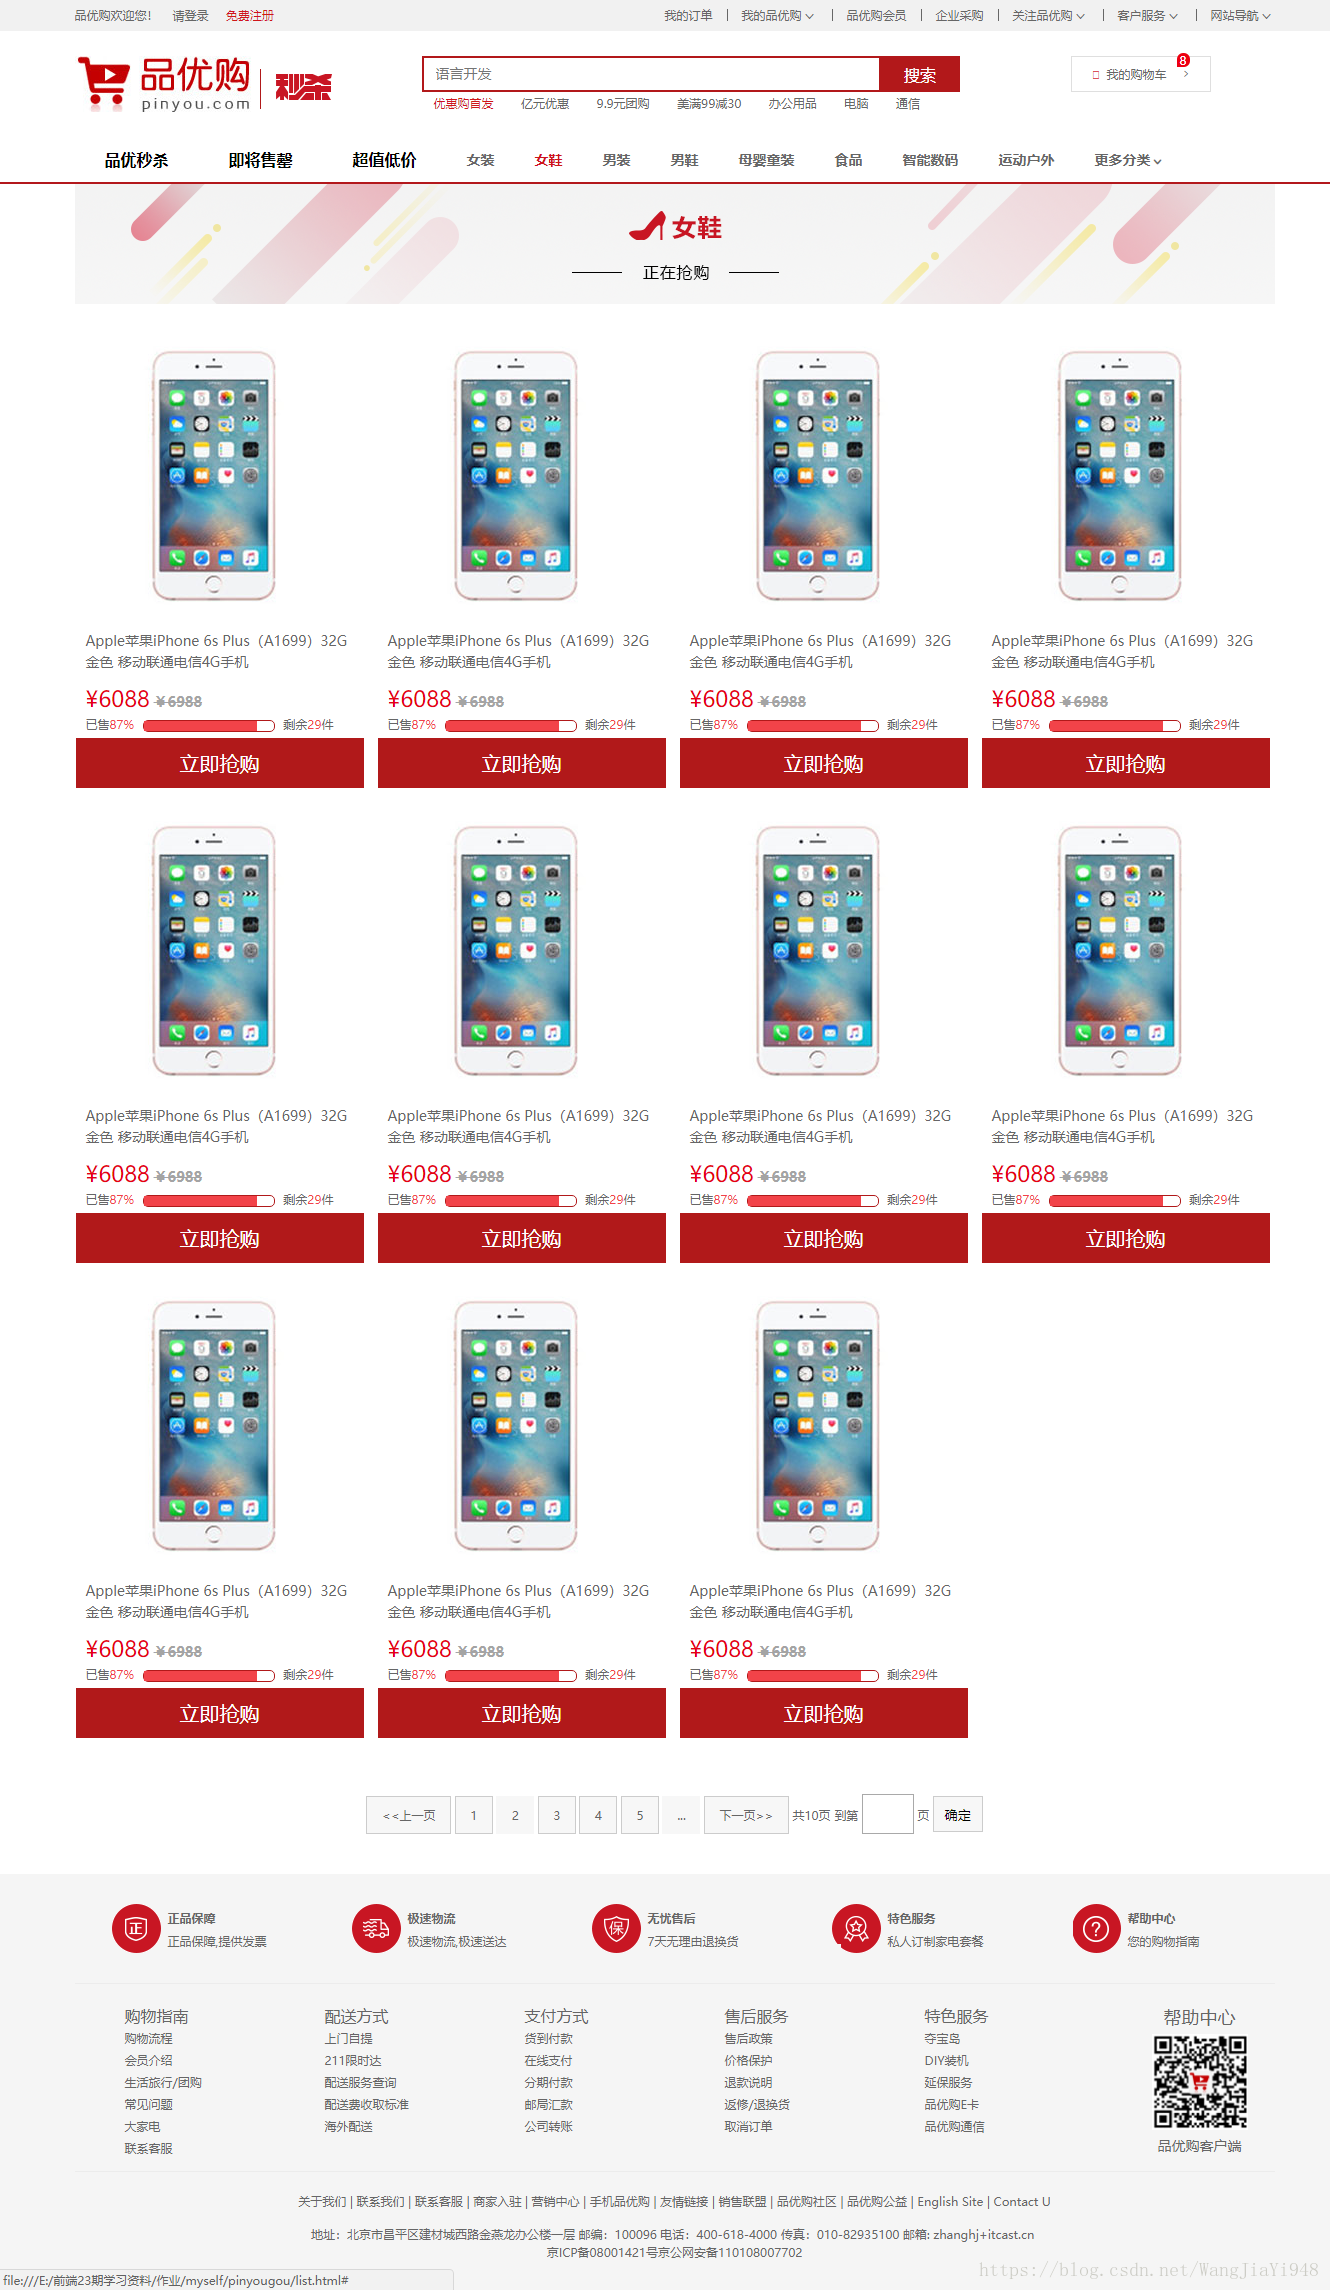 品优购欢迎您! 请登录 免费注册 我的订单 | 我的品优购 | 品优购会员 | 企业采购 | 关注品优购 | 客户服务 | 网站导航
品优购 秒杀
pinyou.com
语言开发 搜索 我的购物车 8
优惠购首发 亿元优惠 9.9元团购 美满99减30 办公用品 电脑 通信
品优秒杀 即将售罄 超值低价 女装 女鞋 男装 男鞋 母婴童装 食品 智能数码 运动户外 更多分类
女鞋
正在抢购
Apple苹果iPhone 6s Plus（A1699）32G Apple苹果iPhone 6s Plus（A1699）32G Apple苹果iPhone 6s Plus（A1699）32G Apple苹果iPhone 6s Plus（A1699）32G
金色 移动联通电信4G手机 金色 移动联通电信4G手机 金色 移动联通电信4G手机 金色 移动联通电信4G手机
¥6088 ¥6988 ¥6088 ¥6988 ¥6088 ¥6988 ¥6088 ¥6988
已售87% 剩余29件 已售87% 剩余29件 已售87% 剩余29件 已售87% 剩余29件
立即抢购 立即抢购 立即抢购 立即抢购
Apple苹果iPhone 6s Plus（A1699）32G Apple苹果iPhone 6s Plus（A1699）32G Apple苹果iPhone 6s Plus（A1699）32G Apple苹果iPhone 6s Plus（A1699）32G
金色 移动联通电信4G手机 金色 移动联通电信4G手机 金色 移动联通电信4G手机 金色 移动联通电信4G手机
¥6088 ¥6988 ¥6088 ¥6988 ¥6088 ¥6988 ¥6088 ¥6988
已售87% 剩余29件 已售87% 剩余29件 已售87% 剩余29件 已售87% 剩余29件
立即抢购 立即抢购 立即抢购 立即抢购
Apple苹果iPhone 6s Plus（A1699）32G Apple苹果iPhone 6s Plus（A1699）32G Apple苹果iPhone 6s Plus（A1699）32G
金色 移动联通电信4G手机 金色 移动联通电信4G手机 金色 移动联通电信4G手机
¥6088 ¥6988 ¥6088 ¥6988 ¥6088 ¥6988
已售87% 剩余29件 已售87% 剩余29件 已售87% 剩余29件
立即抢购 立即抢购 立即抢购
<<上一页 1 2 3 4 5 ... 下一页>> 共10页 到第 页 确定
正 正品保障 极速物流 保 无忧售后 特色服务 ? 帮助中心
正品保障,提供发票 极速物流,极速送达 7天无理由退换货 私人订制家电套餐 您的购物指南
购物指南 配送方式 支付方式 售后服务 特色服务 帮助中心
购物流程 上门自提 货到付款 售后政策 夺宝岛
会员介绍 211限时达 在线支付 价格保护 DIY装机
生活旅行/团购 配送服务查询 分期付款 退款说明 延保服务
常见问题 配送费收取标准 邮局汇款 返修/退换货 品优购E卡
大家电 海外配送 公司转账 取消订单 品优购通信
联系客服 品优购客户端
关于我们 | 联系我们 | 联系客服 | 商家入驻 | 营销中心 | 手机品优购 | 友情链接 | 销售联盟 | 品优购社区 | 品优购公益 | English Site | Contact U
地址：北京市昌平区建材城西路金燕龙办公楼一层 邮编：100096 电话：400-618-4000 传真：010-82935100 邮箱: zhanghj+itcast.cn
京ICP备08001421号京公网安备110108007702
https://blog.csdn.net/WangJiaYi948
file:///E:/前端23期学习资料/作业/myself/pinyougou/list.html#